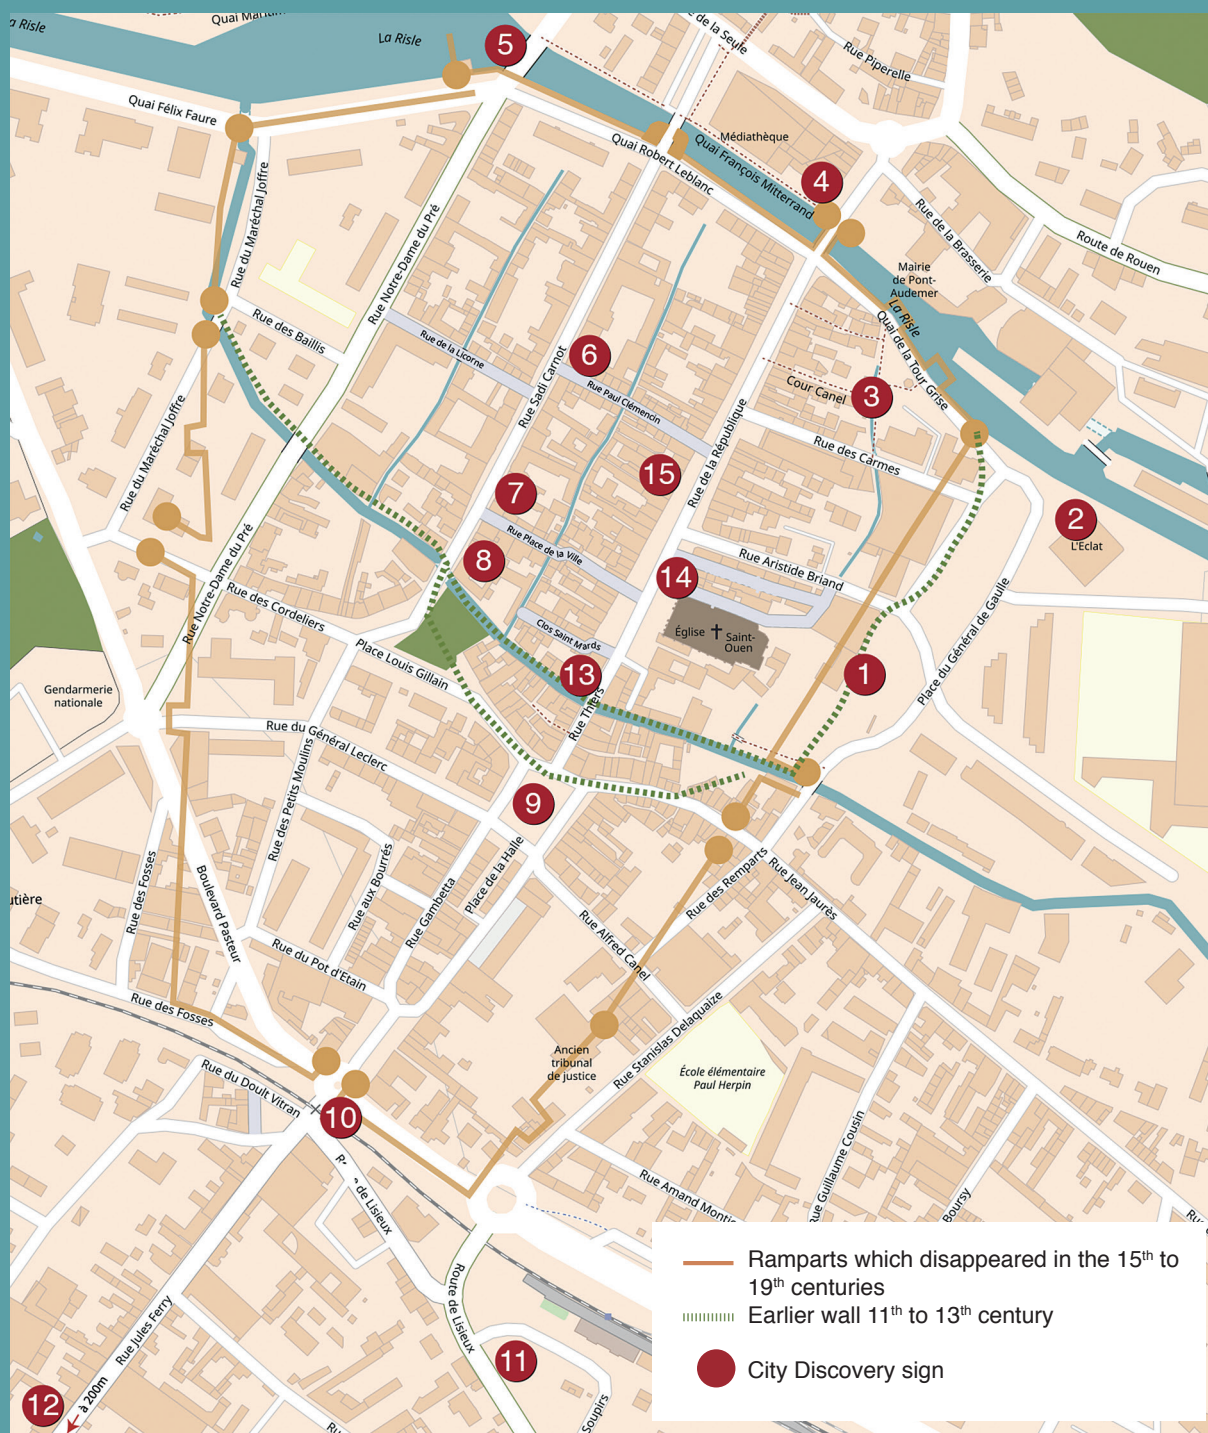 La Risle
Quai Maritim
La Risle
5
e de la Seule
Rue Piperelle
Quai Félix Faure
Quai Robert Leblanc
Médiathèque
Quai François Mitterrand
4
Rue du Maréchal Joffre
Rue Notre-Dame du Pré
Rue de la Brasserie
Route de Rouen
Mairie
de Pont-
Audemer
La Risle
Quai de la Tour Grise
Rue des Baillis
Rue de la Licorne
6
Rue Sadi Carnot
Rue Paul Clémencin
Cour Canel
3
Rue de la République
Rue des Carmes
Rue du Maréchal Joffre
15
7
2
L'Eclat
Rue Place de la Ville
8
Rue Aristide Briand
14
Rue Notre-Dame du Pré
Rue des Cordeliers
Clos Saint Mards
Église
Saint-
Ouen
Place Louis Gillain
13
1
Place du Général de Gaulle
Gendarmerie
nationale
Rue Thiers
Rue du Général Leclerc
Rue des Petits Moulins
9
Place de la Halle
Rue des Fosses
Boulevard Pasteur
Rue aux Bourrés
Rue Gambetta
Rue des Remparts
Rue Jean Jaurès
utière
Rue du Pot d'Etain
Rue Alfred Canel
Rue des Fosses
Rue Stanislas Delaquaize
Ancien
tribunal
de justice
École élémentaire
Paul Herpin
Rue du Doult Vitran
10
Rue Guillaume Cousin
de Lisieux
Rue Amand Montie
Boursy
Route de Lisieux
Rue Jules Ferry
11
12
à 200m
Soupirs
Ramparts which disappeared in the 15th to
19th centuries
Earlier wall 11th to 13th century
City Discovery sign